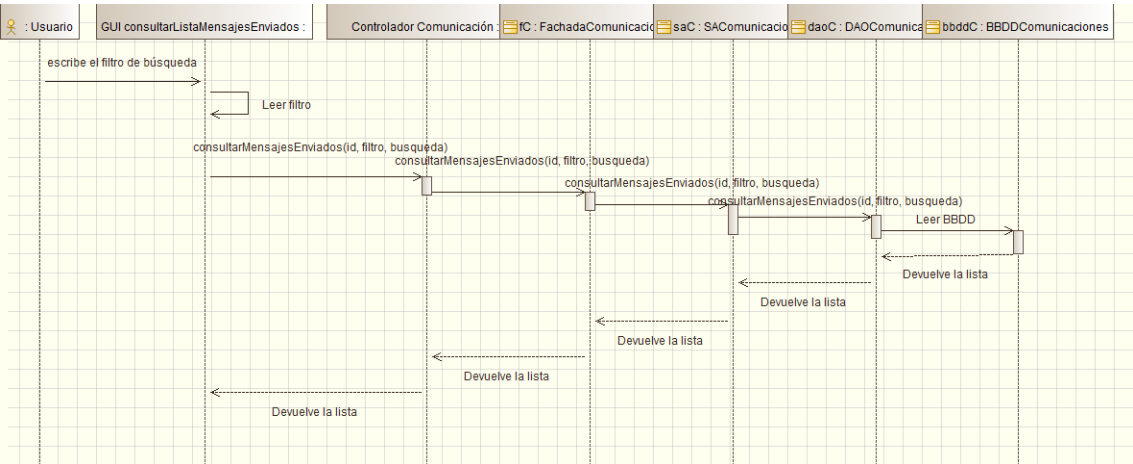 : Usuario
GUI consultarListaMensajesEnviados :
Controlador Comunicación :
fC : FachadaComunicacio
saC : SAComunicacio
daoC : DAOComunica
bbddC : BBDDComunicaciones
escribe el filtro de búsqueda
Leer filtro
consultarMensajesEnviados(id, filtro, busqueda)
consultarMensajesEnviados(id, filtro, busqueda)
consultarMensajesEnviados(id, filtro, busqueda)
consultarMensajesEnviados(id, filtro, busqueda)
Leer BBDD
Devuelve la lista
Devuelve la lista
Devuelve la lista
Devuelve la lista
Devuelve la lista